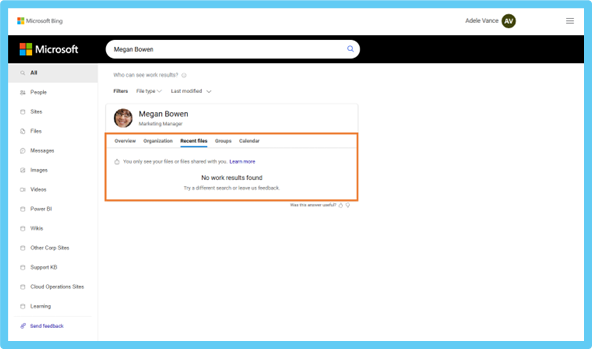 Microsoft Bing
Adele Vance AV
Microsoft
Megan Bowen
All
People
Sites
Files
Messages
Images
Videos
Power BI
Wikis
Other Corp Sites
Support KB
Cloud Operations Sites
Learning
Send feedback
Who can see work results?
Filters File type Last modified
Megan Bowen
Marketing Manager
Overview Organization Recent files Groups Calendar
You only see your files or files shared with you. Learn more
No work results found
Try a different search or leave us feedback.
Was this answer useful?